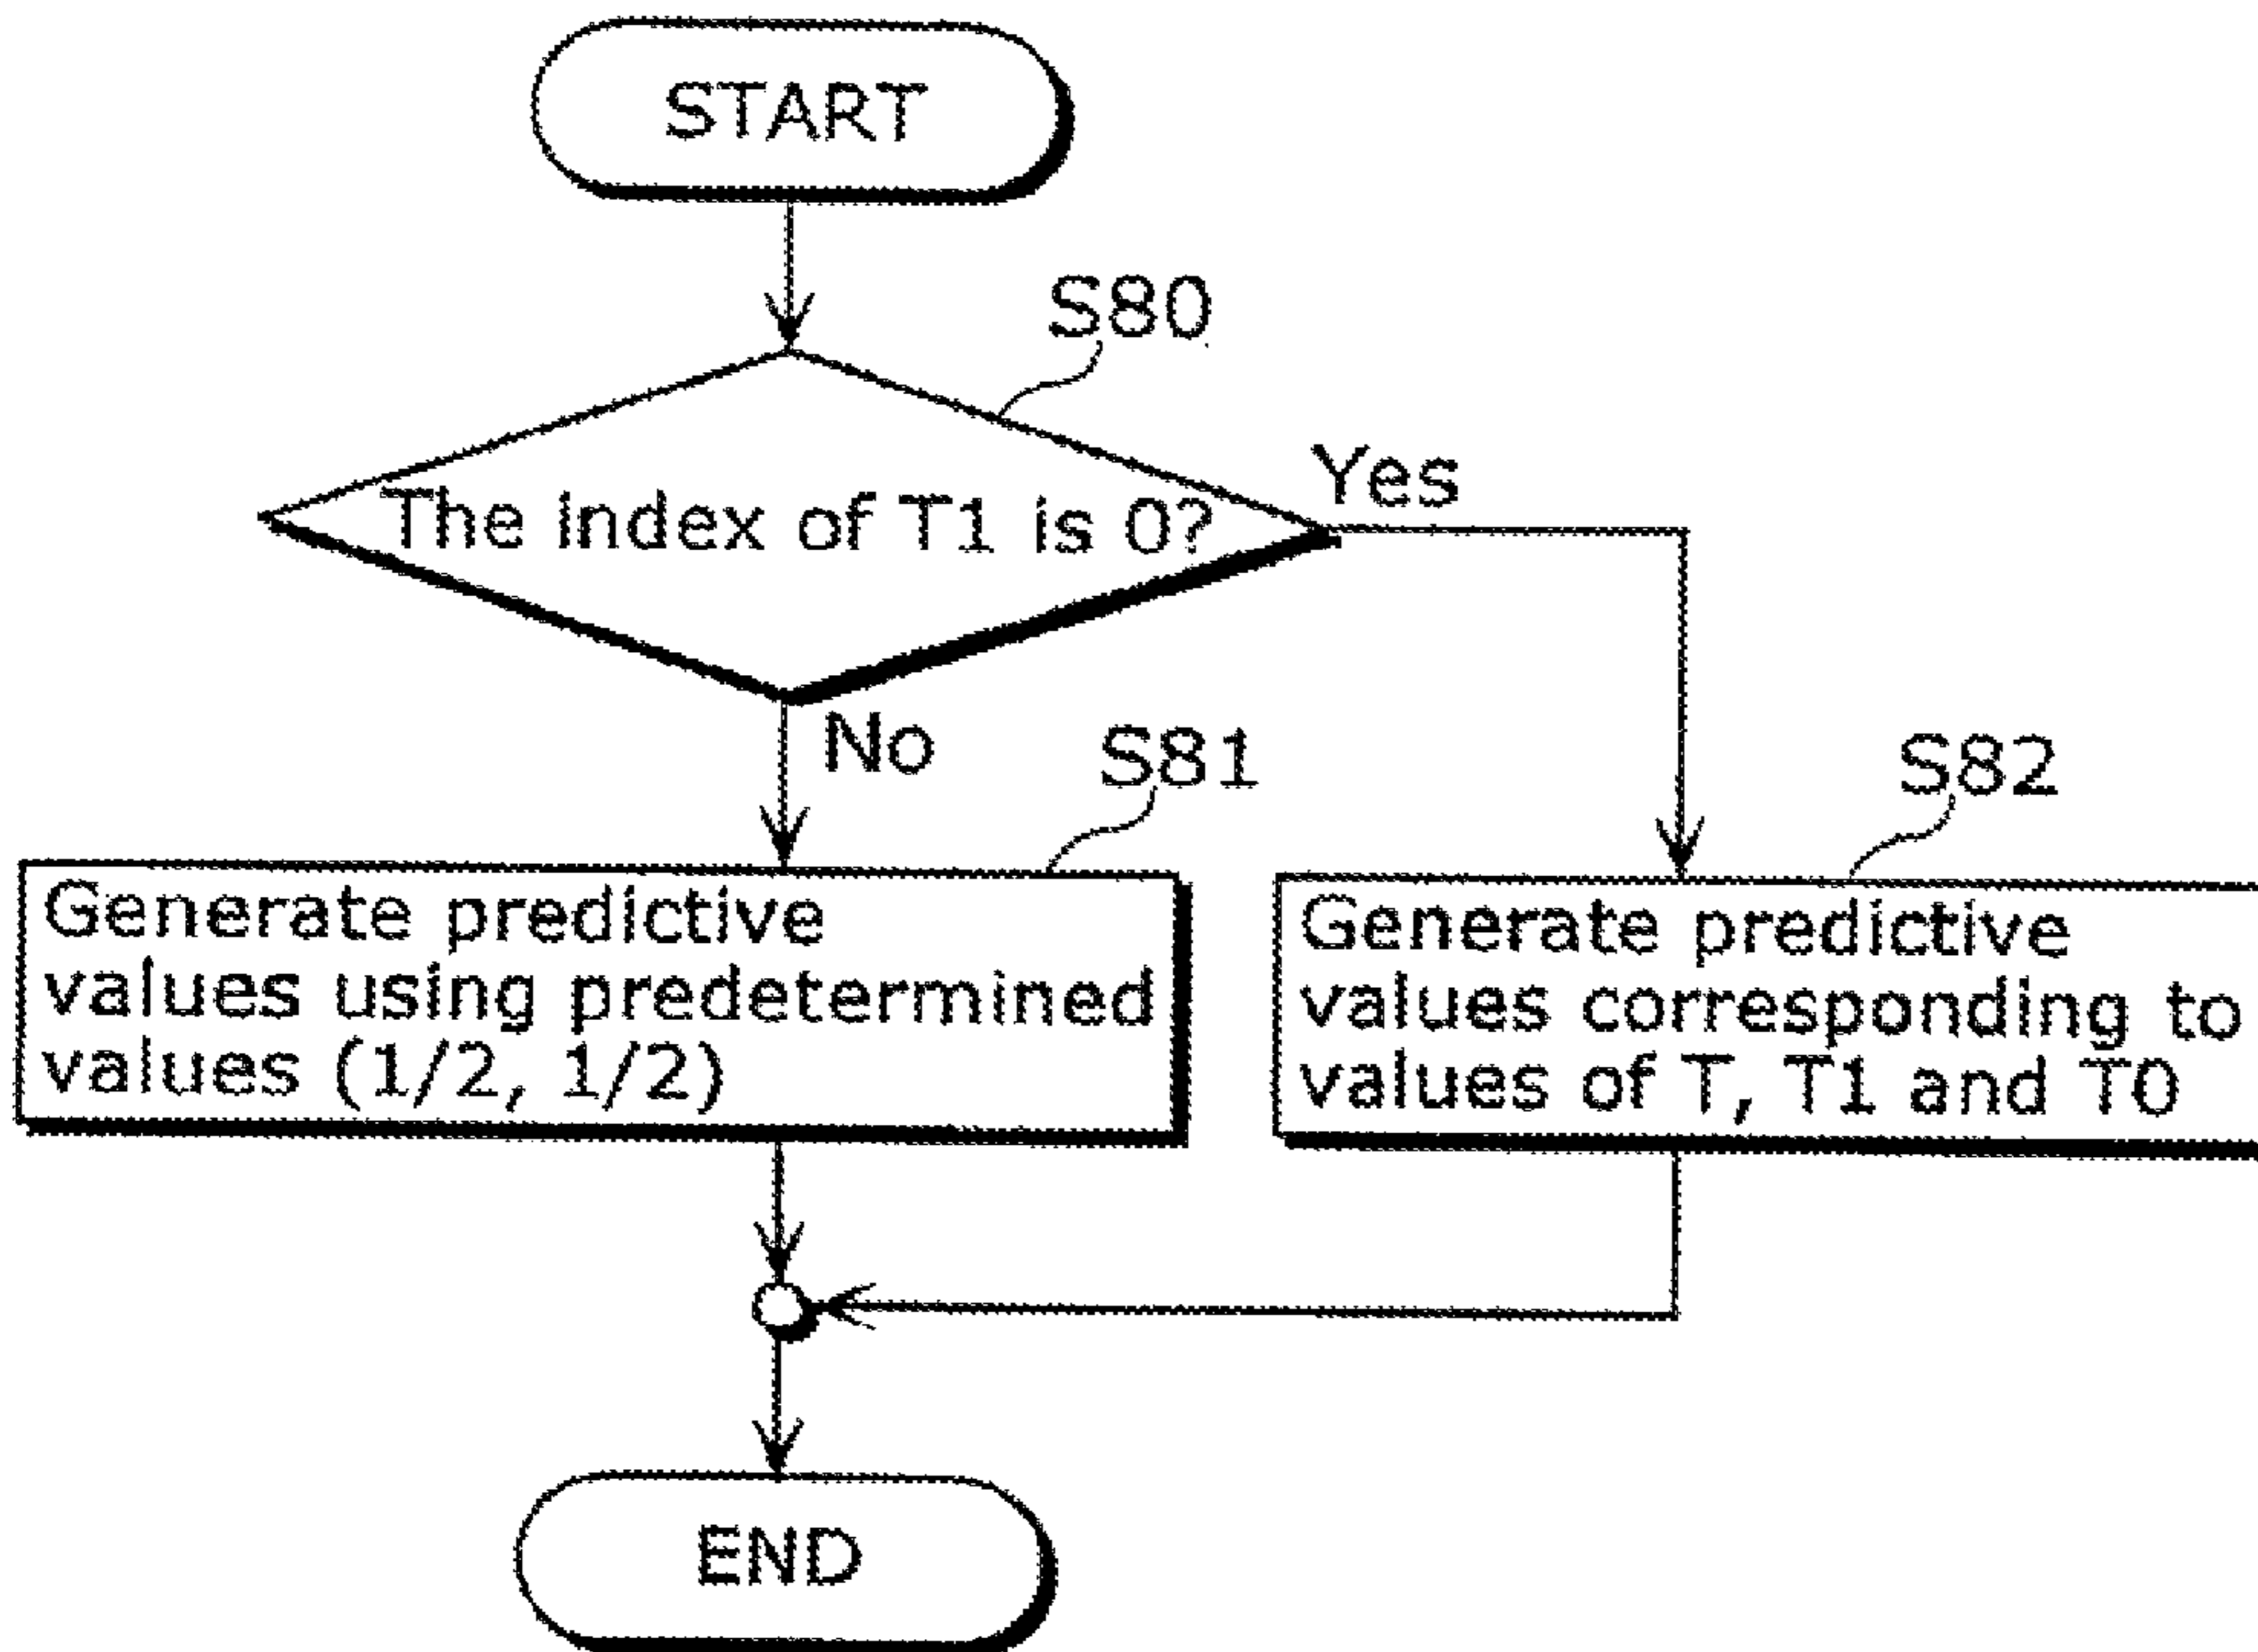 START
S80
The index of T1 is 0?
Yes
No
S81
S82
Generate predictive
values using predetermined
values (1/2, 1/2)
Generate predictive
values corresponding to
values of T, T1 and T0
END